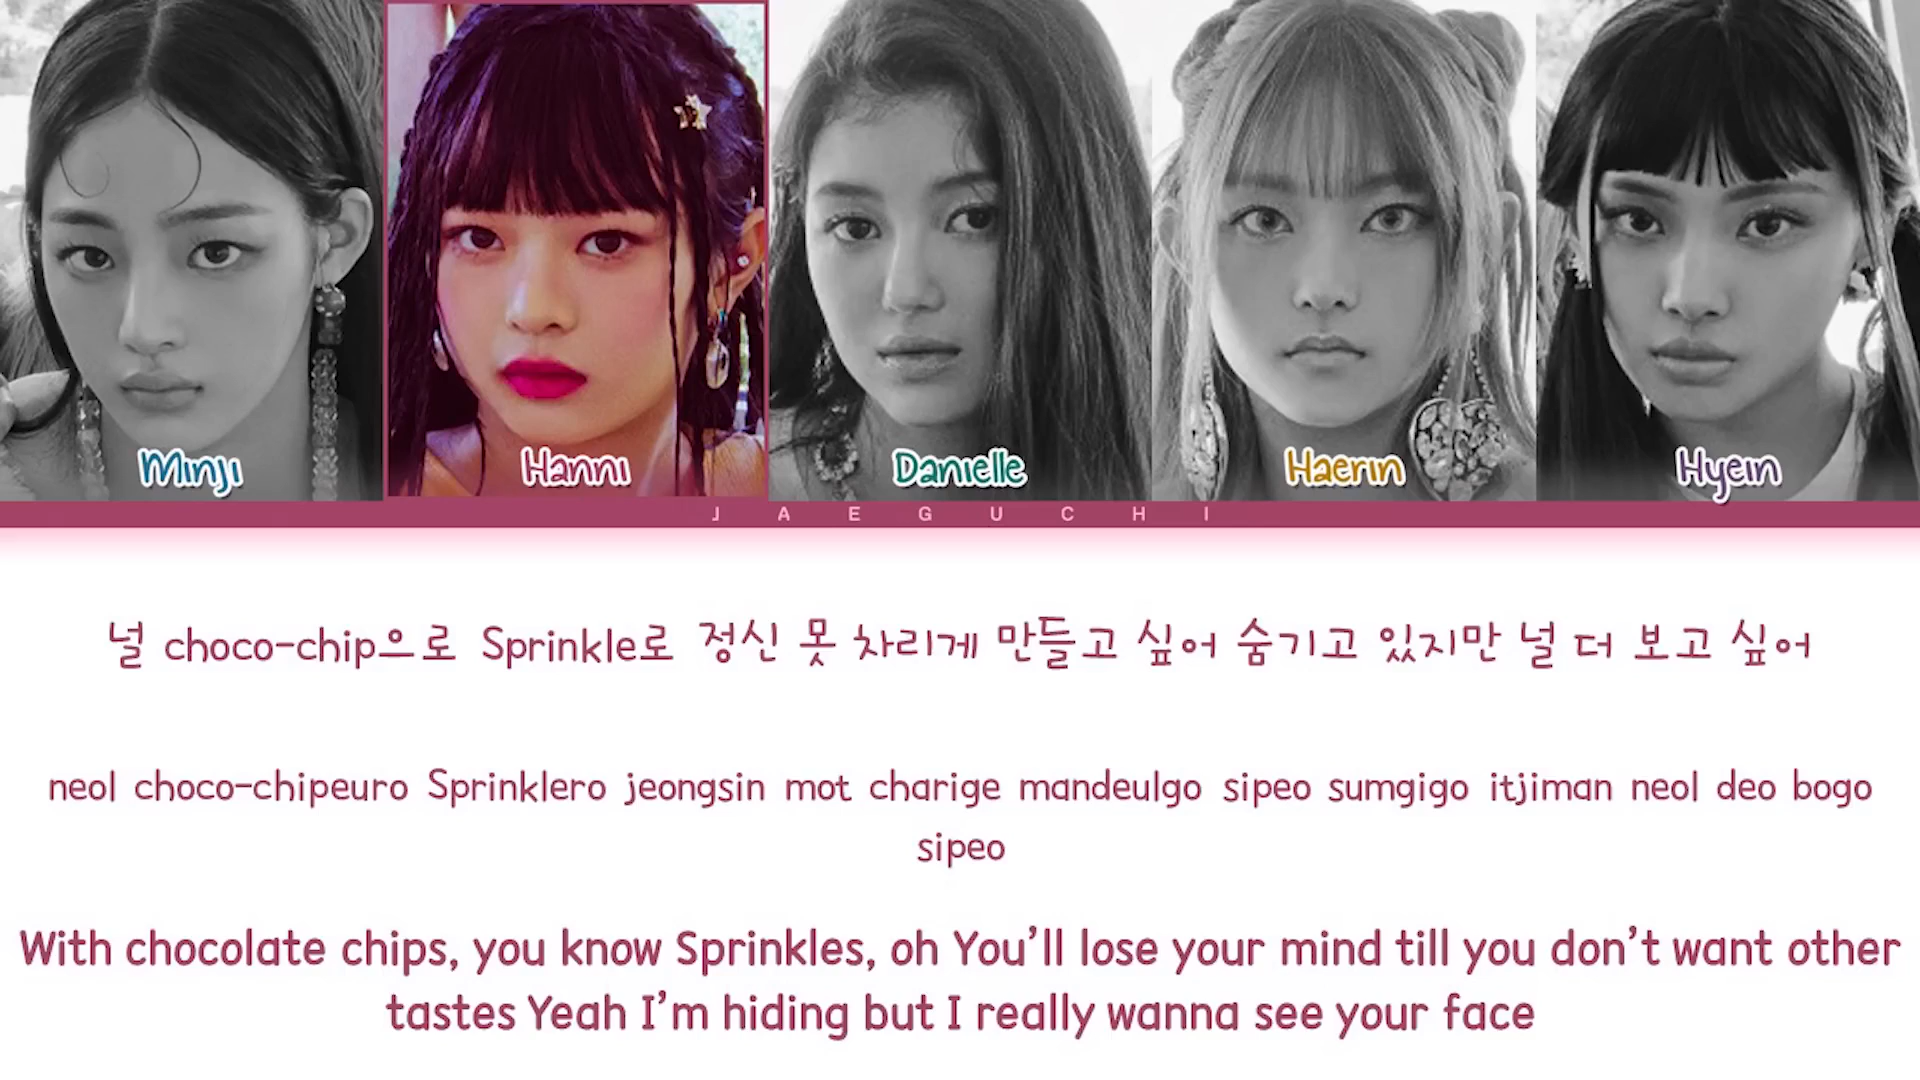 Minji
Hanni
Danielle
Haerin
Hyein
JAEGUCHI
널 choco-chip으로 Sprinkle로 정신 못 차리게 만들고 싶어 숨기고 있지만 널 더 보고 싶어
neol choco-chipeuro Sprinklero jeongsin mot charige mandeulgo sipeo sumgigo itjiman neol deo bogo
sipeo
With chocolate chips, you know Sprinkles, oh You'll lose your mind till you don't want other
tastes Yeah I'm hiding but I really wanna see your face